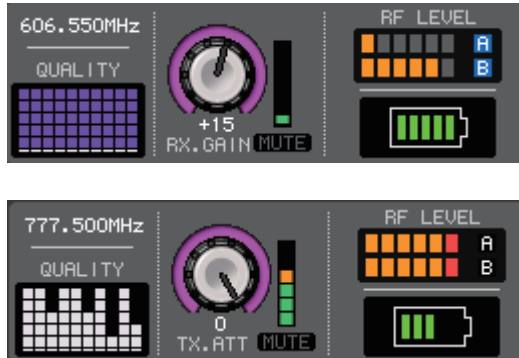 606.550MHz
RF LEVEL
A
QUALITY
B
+15
RX.GAIN MUTE
777.500MHz
RF LEVEL
A
QUALITY
B
0
TX.ATT MUTE